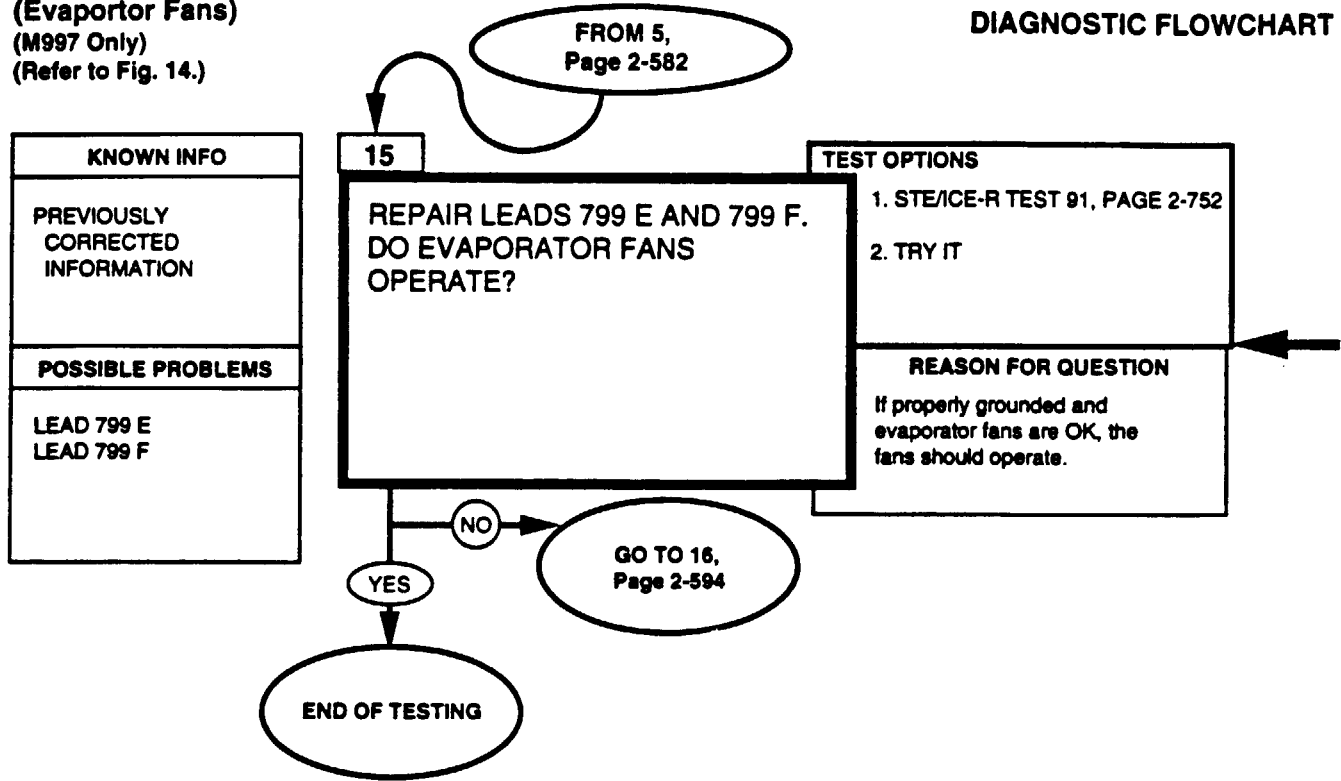 (Evaportor Fans)
(M997 Only)
(Refer to Fig. 14.)
DIAGNOSTIC FLOWCHART
FROM 5,
Page 2-582
KNOWN INFO
PREVIOUSLY
CORRECTED
INFORMATION
POSSIBLE PROBLEMS
LEAD 799 E
LEAD 799 F
15
REPAIR LEADS 799 E AND 799 F.
DO EVAPORATOR FANS
OPERATE?
TEST OPTIONS
1. STE/ICE-R TEST 91, PAGE 2-752
2. TRY IT
REASON FOR QUESTION
If properly grounded and
evaporator fans are OK, the
fans should operate.
NO
GO TO 16,
Page 2-594
YES
END OF TESTING